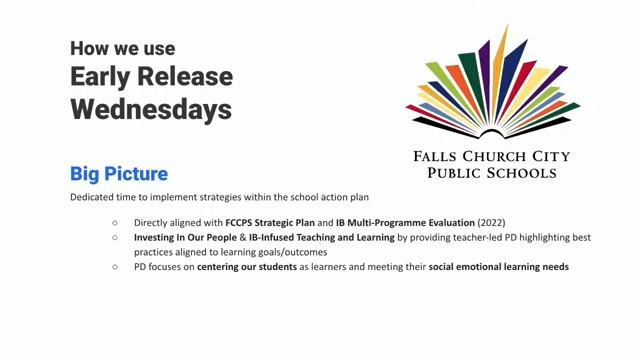 How we use
Early Release
Wednesdays
FALLS CHURCH CITY
PUBLIC SCHOOLS
Big Picture
Dedicated time to implement strategies within the school action plan
○ Directly aligned with FCCPS Strategic Plan and IB Multi-Programme Evaluation (2022)
○ Investing In Our People & IB-Infused Teaching and Learning by providing teacher-led PD highlighting best
practices aligned to learning goals/outcomes
○ PD focuses on centering our students as learners and meeting their social emotional learning needs